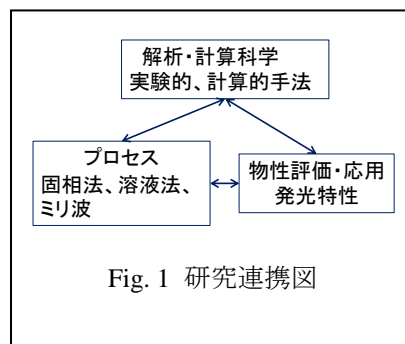 解析・計算科学
実験的、計算的手法
プロセス
固相法、溶液法、
ミリ波
物性評価・応用
発光特性
Fig. 1 研究連携図